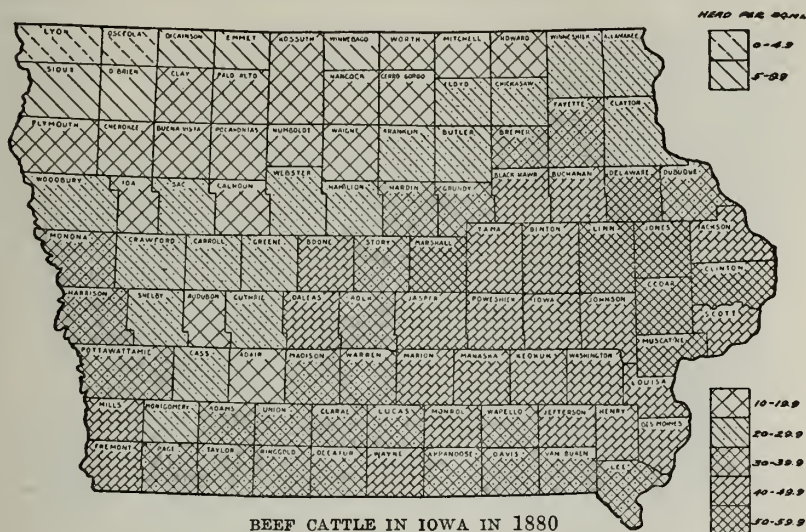 HEAD PER SQ MI.
LYON OSCEOLA DICKINSON EMMET KOSSUTH WINNEBAGO WORTH MITCHELL HOWARD WINNESHIEK ALLAMAKEE
0-4.9
SIOUX O'BRIEN CLAY PALO ALTO HANCOCK CERRO GORDO FLOYD CHICKASAW
5-9.9
PLYMOUTH CHEROKEE BUENA VISTA POCAHONTAS HUMBOLDT WRIGHT FRANKLIN BUTLER BREMER FAYETTE CLAYTON
WOODBURY IDA SAC CALHOUN WEBSTER HAMILTON HARDIN GRUNDY BLACK HAWK BUCHANAN DELAWARE DUBUQUE
MONONA CRAWFORD CARROLL GREENE BOONE STORY MARSHALL TAMA BINTON LINN JONES JACKSON
CLINTON
CEDAR
HARRISON SHELBY AUDUBON GUTHRIE DALLAS POLK JASPER POWESHIEK IOWA JOHNSON
SCOTT
MUSCATINE
POTTAWATTAMIE CASS ADAIR MADISON WARREN MARION MAHASKA KEOKUK WASHINGTON
LOUISA
MILLS MONTGOMERY ADAMS UNION CLARKE LUCAS MONROE WAPELLO JEFFERSON HENRY
10-19.9
DES MOINES
20-29.9
FREMONT PAGE TAYLOR RINGGOLD DECATUR WAYNE APPANOOSE DAVIS VAN BUREN
LEE
30-39.9
40-49.9
50-59.9
BEEF CATTLE IN IOWA IN 1880